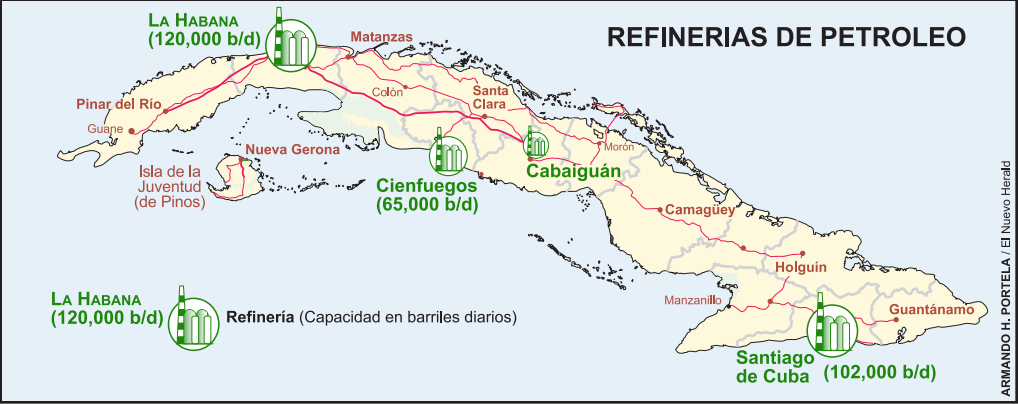 REFINERIAS DE PETROLEO
LA HABANA
(120,000 b/d)
Matanzas
Colón
Santa
Clara
Pinar del Río
Guane
Nueva Gerona
Isla de la
Juventud
(de Pinos)
Cienfuegos
(65,000 b/d)
Cabaiguán
Morón
Camagüey
Holguín
Manzanillo
Guantánamo
Santiago
de Cuba
(102,000 b/d)
LA HABANA
(120,000 b/d)
Refinería (Capacidad en barriles diarios)
ARMANDO H. PORTELA / El Nuevo Herald